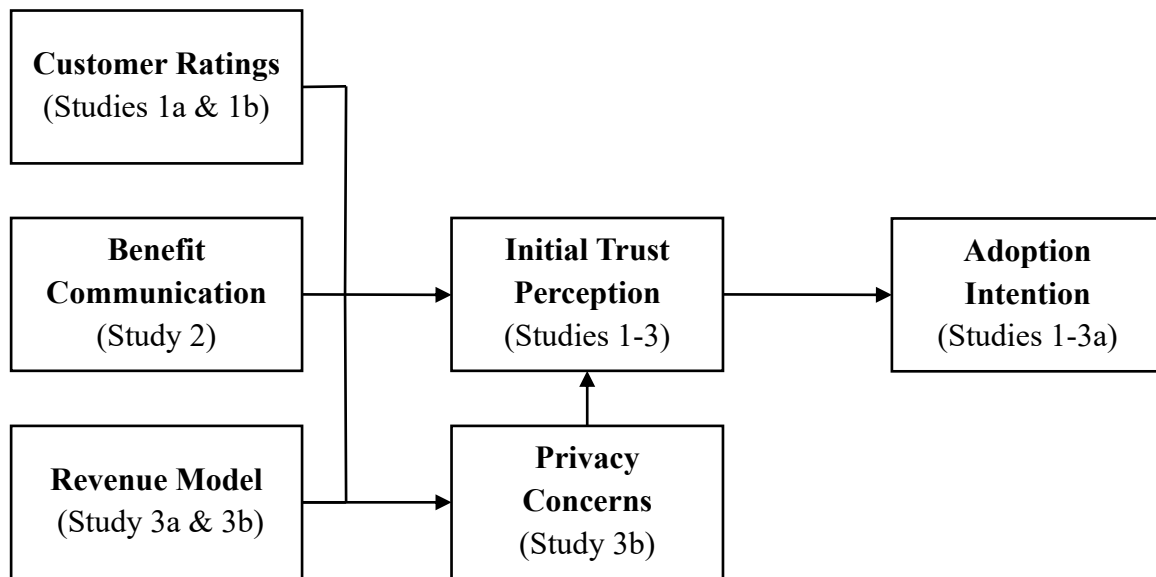 Customer Ratings
(Studies 1a & 1b)
Benefit
Communication
(Study 2)
Initial Trust
Perception
(Studies 1-3)
Adoption
Intention
(Studies 1-3a)
Revenue Model
(Study 3a & 3b)
Privacy
Concerns
(Study 3b)